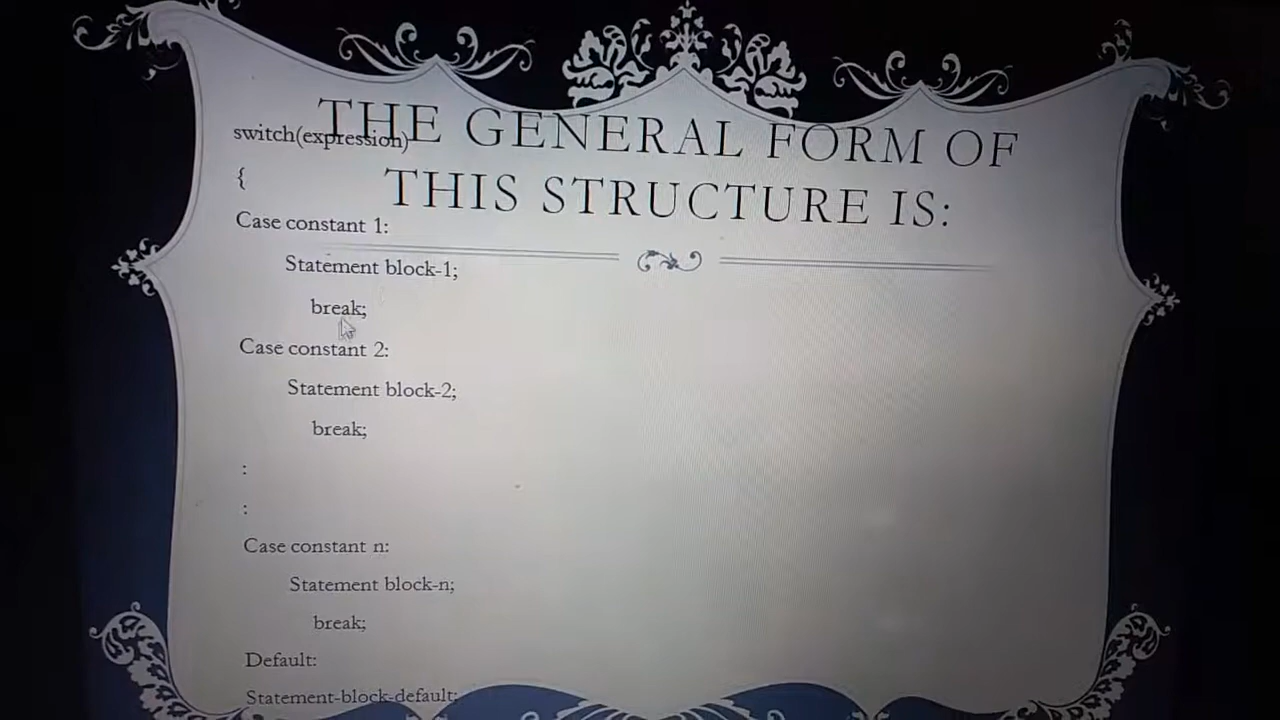 THE GENERAL FORM OF
THIS STRUCTURE IS:
switch(expression)
{
Case constant 1:
Statement block-1;
break;
Case constant 2:
Statement block-2;
break;
:
:
Case constant n:
Statement block-n;
break;
Default:
Statement-block-default;